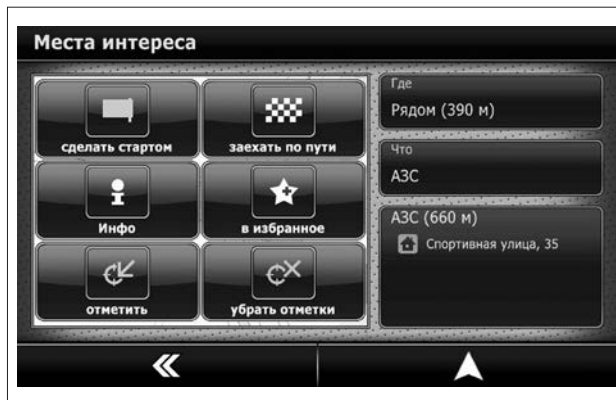 Места интереса
сделать стартом
заехать по пути
Инфо
в избранное
отметить
убрать отметки
Где
Рядом (390 м)
Что
АЗС
АЗС (660 м)
Спортивная улица, 35